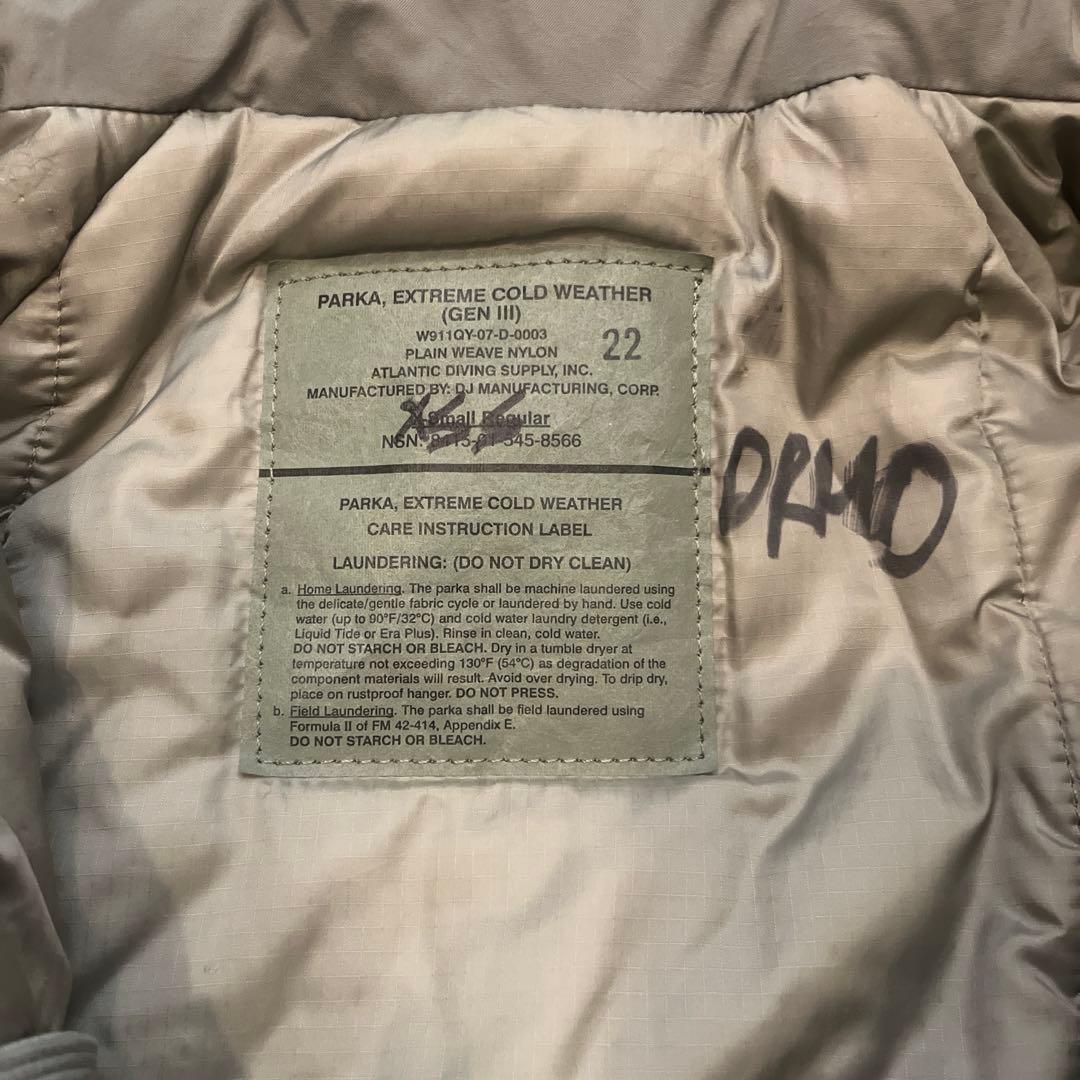 PARKA, EXTREME COLD WEATHER
(GEN III)
W911QY-07-D-0003
22
PLAIN WEAVE NYLON
ATLANTIC DIVING SUPPLY, INC.
MANUFACTURED BY: DJ MANUFACTURING, CORP.
X-Small Regular
NSN: 8415-01-545-8566
PARKA, EXTREME COLD WEATHER
CARE INSTRUCTION LABEL
LAUNDERING: (DO NOT DRY CLEAN)
a. Home Laundering. The parka shall be machine laundered using
the delicate/gentle fabric cycle or laundered by hand. Use cold
water (up to 90°F/32°C) and cold water laundry detergent (i.e.,
Liquid Tide or Era Plus). Rinse in clean, cold water.
DO NOT STARCH OR BLEACH. Dry in a tumble dryer at
temperature not exceeding 130°F (54°C) as degradation of the
component materials will result. Avoid over drying. To drip dry,
place on rustproof hanger. DO NOT PRESS.
b. Field Laundering. The parka shall be field laundered using
Formula II of FM 42-414, Appendix E.
DO NOT STARCH OR BLEACH.